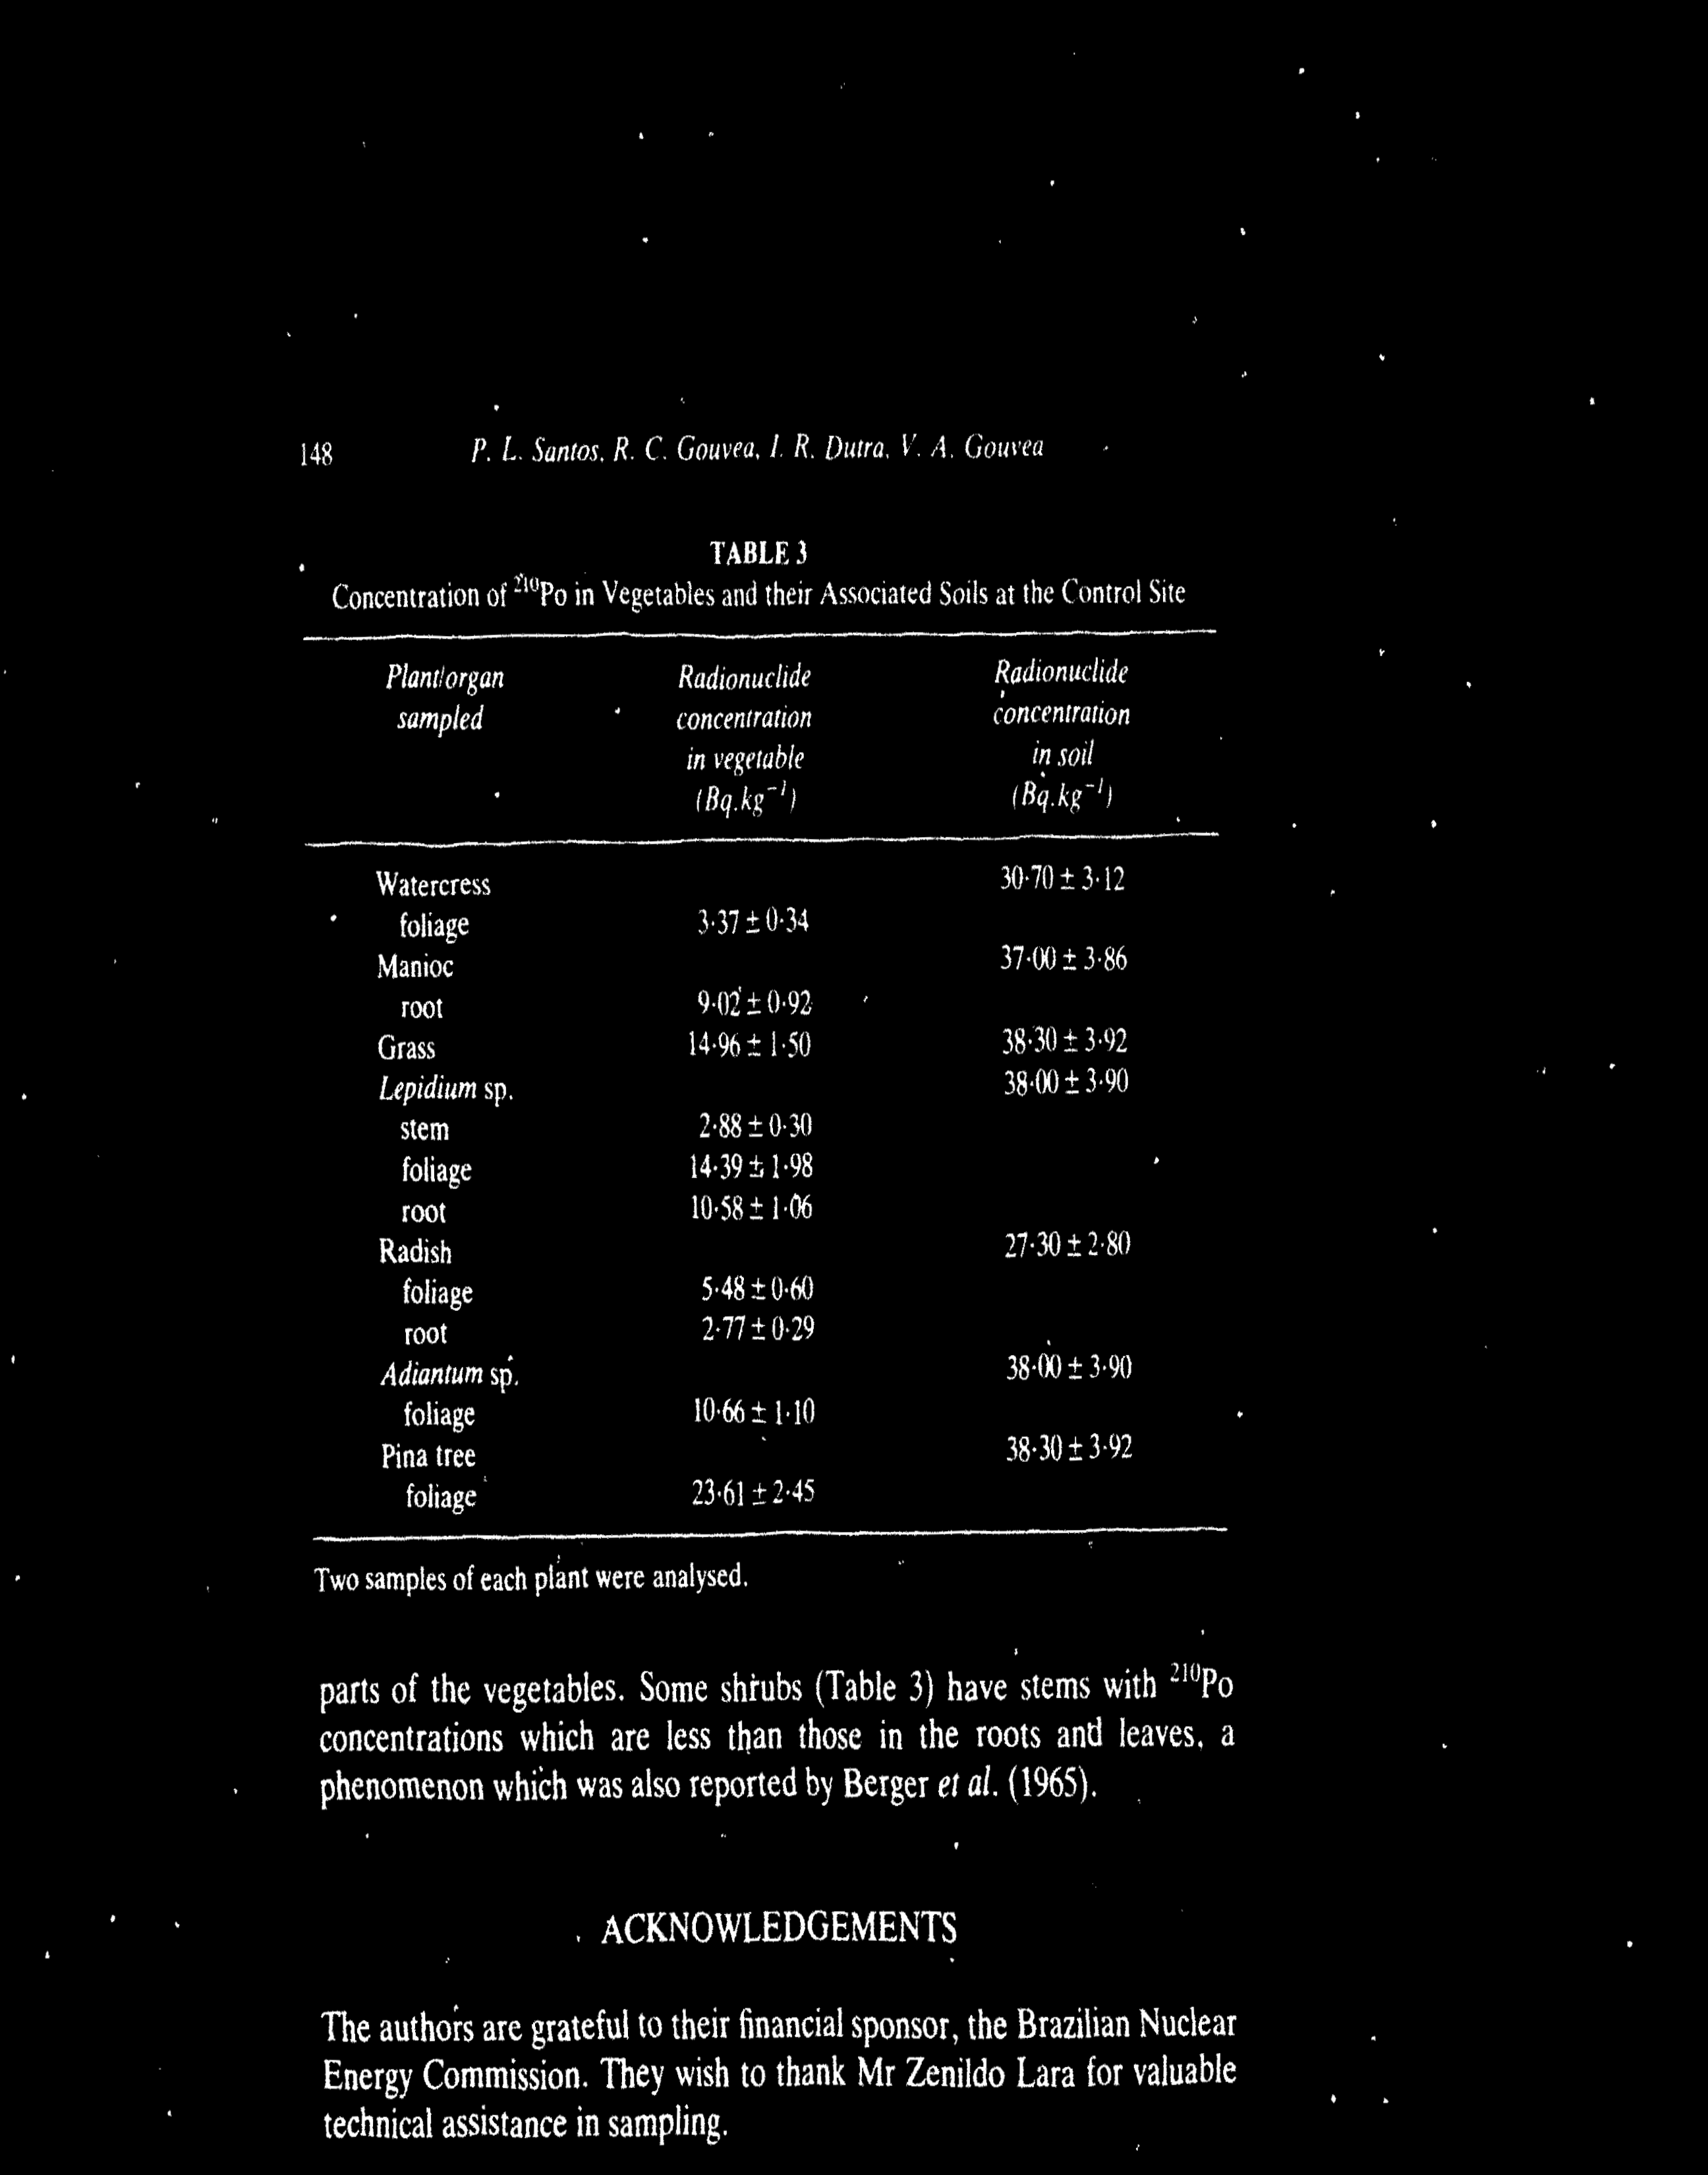 148 P. L. Santos, R. C. Gouvea, I. R. Dutra, V. A. Gouvea
TABLE 3
Concentration of ²¹⁰Po in Vegetables and their Associated Soils at the Control Site
Plant/organ Radionuclide Radionuclide
sampled concentration concentration
in vegetable in soil
(Bq.kg⁻¹) (Bq.kg⁻¹)
Watercress 30·70 ± 3·12
foliage 3·37 ± 0·34
Manioc 37·00 ± 3·86
root 9·02 ± 0·92
Grass 14·96 ± 1·50 38·30 ± 3·92
Lepidium sp. 38·00 ± 3·90
stem 2·88 ± 0·30
foliage 14·39 ± 1·98
root 10·58 ± 1·06
Radish 27·30 ± 2·80
foliage 5·48 ± 0·60
root 2·77 ± 0·29
Adiantum sp. 38·00 ± 3·90
foliage 10·66 ± 1·10
Pina tree 38·30 ± 3·92
foliage 23·61 ± 2·45
Two samples of each plant were analysed.
parts of the vegetables. Some shrubs (Table 3) have stems with ²¹⁰Po
concentrations which are less than those in the roots and leaves, a
phenomenon which was also reported by Berger et al. (1965).
ACKNOWLEDGEMENTS
The authors are grateful to their financial sponsor, the Brazilian Nuclear
Energy Commission. They wish to thank Mr Zenildo Lara for valuable
technical assistance in sampling.